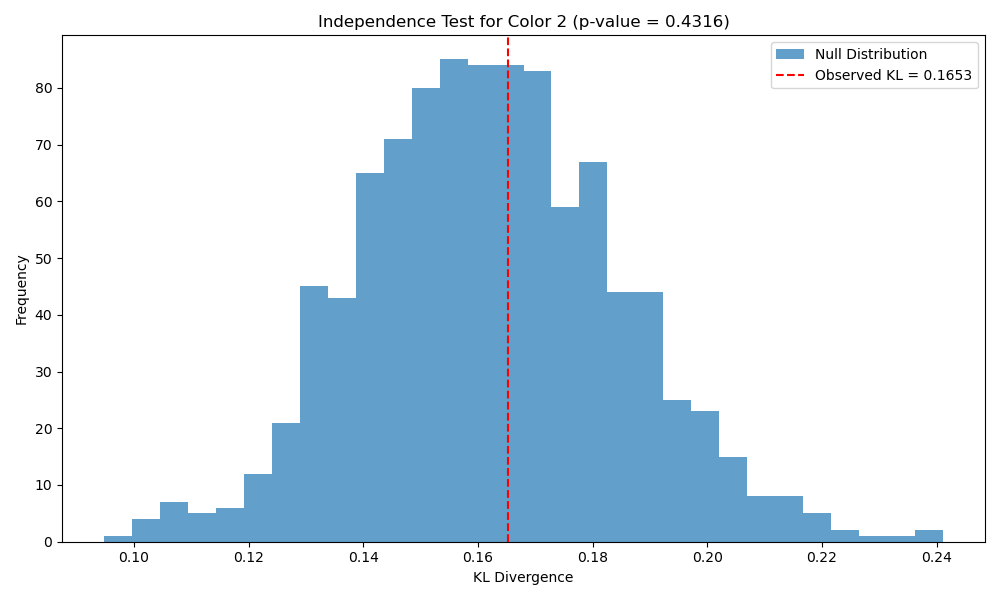 Independence Test for Color 2 (p-value = 0.4316)
Null Distribution
Observed KL = 0.1653
Frequency
80
70
60
50
40
30
20
10
0
0.10 0.12 0.14 0.16 0.18 0.20 0.22 0.24
KL Divergence